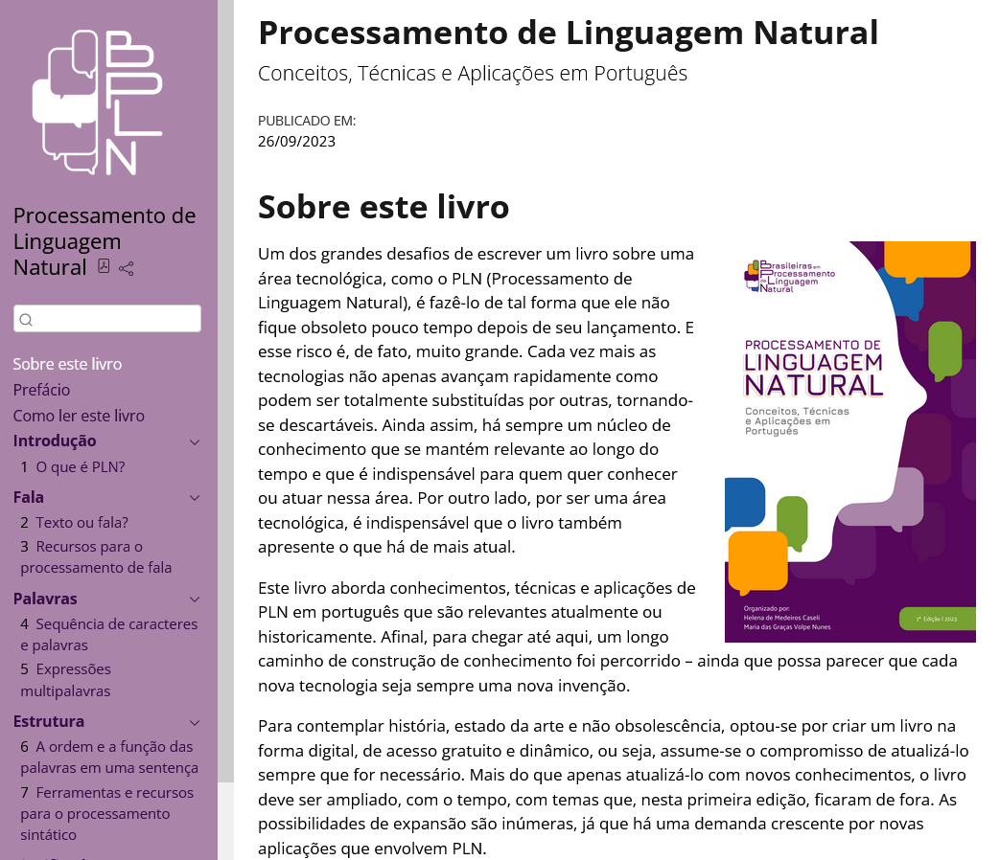 BPLN
Processamento de
Linguagem
Natural
Sobre este livro
Prefácio
Como ler este livro
Introdução
1 O que é PLN?
Fala
2 Texto ou fala?
3 Recursos para o
processamento de fala
Palavras
4 Sequência de caracteres
e palavras
5 Expressões
multipalavras
Estrutura
6 A ordem e a função das
palavras em uma sentença
7 Ferramentas e recursos
para o processamento
sintático
Processamento de Linguagem Natural
Conceitos, Técnicas e Aplicações em Português
PUBLICADO EM:
26/09/2023
Sobre este livro
Um dos grandes desafios de escrever um livro sobre uma
área tecnológica, como o PLN (Processamento de
Linguagem Natural), é fazê-lo de tal forma que ele não
fique obsoleto pouco tempo depois de seu lançamento. E
esse risco é, de fato, muito grande. Cada vez mais as
tecnologias não apenas avançam rapidamente como
podem ser totalmente substituídas por outras, tornando-
se descartáveis. Ainda assim, há sempre um núcleo de
conhecimento que se mantém relevante ao longo do
tempo e que é indispensável para quem quer conhecer
ou atuar nessa área. Por outro lado, por ser uma área
tecnológica, é indispensável que o livro também
apresente o que há de mais atual.
Este livro aborda conhecimentos, técnicas e aplicações de
PLN em português que são relevantes atualmente ou
historicamente. Afinal, para chegar até aqui, um longo
caminho de construção de conhecimento foi percorrido – ainda que possa parecer que cada
nova tecnologia seja sempre uma nova invenção.
Para contemplar história, estado da arte e não obsolescência, optou-se por criar um livro na
forma digital, de acesso gratuito e dinâmico, ou seja, assume-se o compromisso de atualizá-lo
sempre que for necessário. Mais do que apenas atualizá-lo com novos conhecimentos, o livro
deve ser ampliado, com o tempo, com temas que, nesta primeira edição, ficaram de fora. As
possibilidades de expansão são inúmeras, já que há uma demanda crescente por novas
aplicações que envolvem PLN.
Brasileiras em
Processamento
de Linguagem
Natural
PROCESSAMENTO DE
LINGUAGEM
NATURAL
Conceitos, Técnicas
e Aplicações em
Português
Organizado por:
Helena de Medeiros Caseli
Maria das Graças Volpe Nunes
1ª Edição | 2023